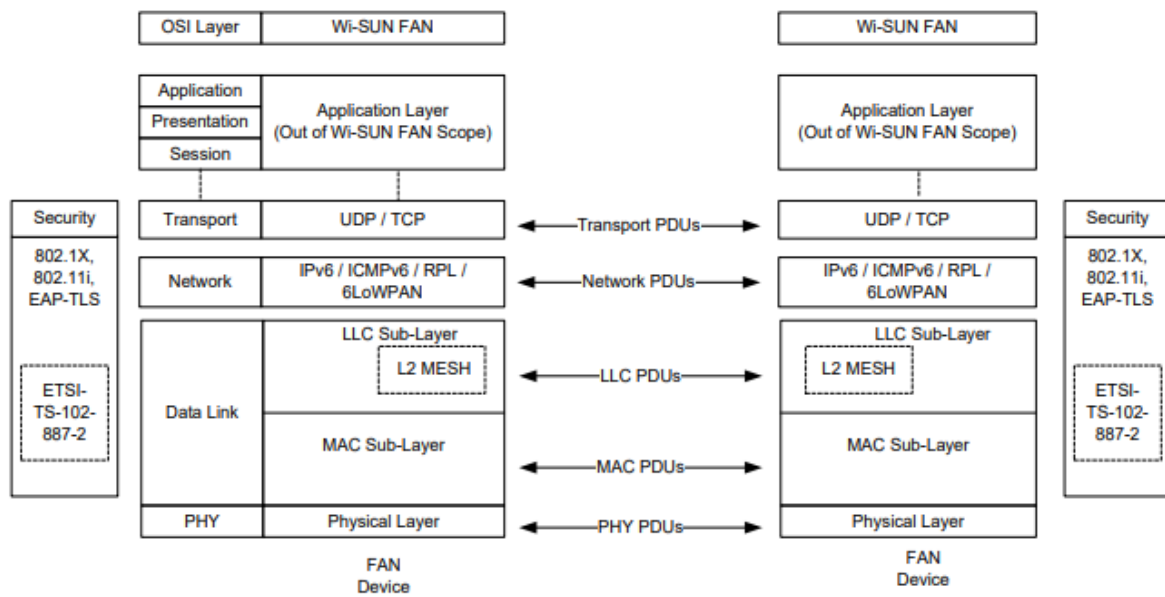 OSI Layer
Wi-SUN FAN
Wi-SUN FAN
Application
Presentation
Session
Application Layer
(Out of Wi-SUN FAN Scope)
Application Layer
(Out of Wi-SUN FAN Scope)
Security
802.1X,
802.11i,
EAP-TLS
ETSI-
TS-102-
887-2
Transport
UDP / TCP
Transport PDUs
UDP / TCP
Network
IPv6 / ICMPv6 / RPL /
6LoWPAN
Network PDUs
IPv6 / ICMPv6 / RPL /
6LoWPAN
Data Link
LLC Sub-Layer
L2 MESH
LLC PDUs
LLC Sub-Layer
L2 MESH
MAC Sub-Layer
MAC PDUs
MAC Sub-Layer
PHY
Physical Layer
PHY PDUs
Physical Layer
Security
802.1X,
802.11i,
EAP-TLS
ETSI-
TS-102-
887-2
FAN
Device
FAN
Device